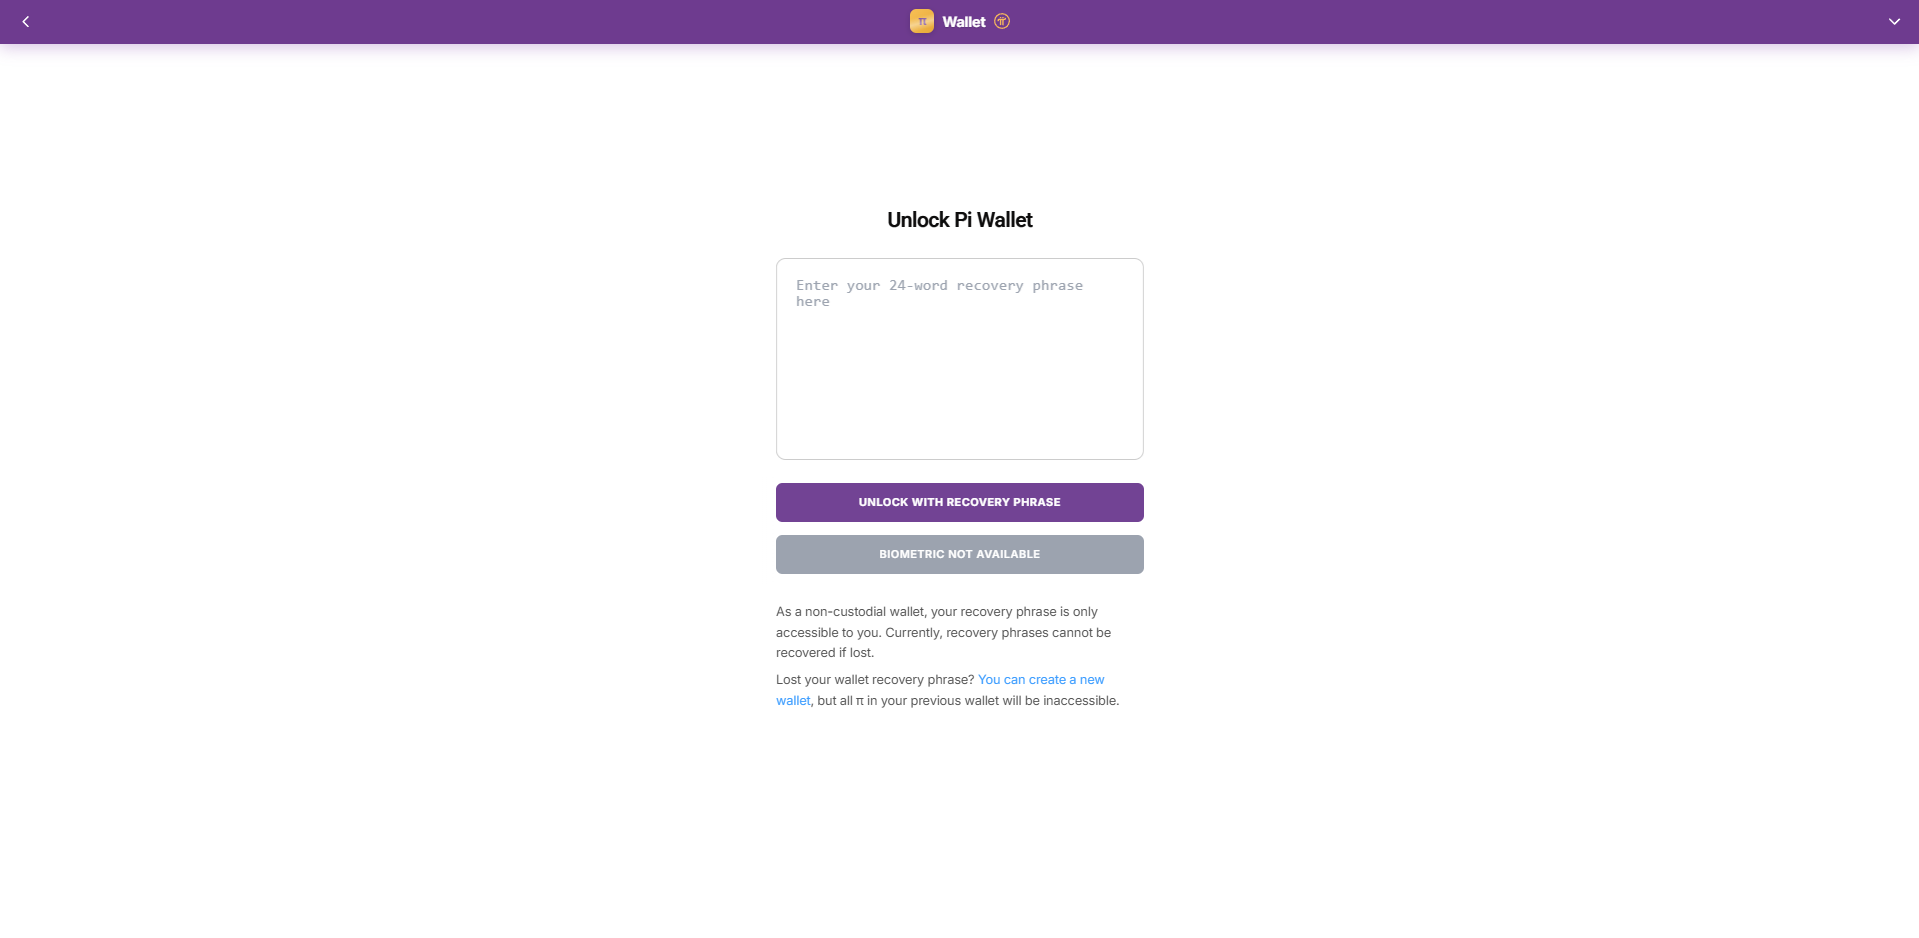 π Wallet π
Unlock Pi Wallet
Enter your 24-word recovery phrase
here
UNLOCK WITH RECOVERY PHRASE
BIOMETRIC NOT AVAILABLE
As a non-custodial wallet, your recovery phrase is only
accessible to you. Currently, recovery phrases cannot be
recovered if lost.
Lost your wallet recovery phrase? You can create a new
wallet, but all π in your previous wallet will be inaccessible.